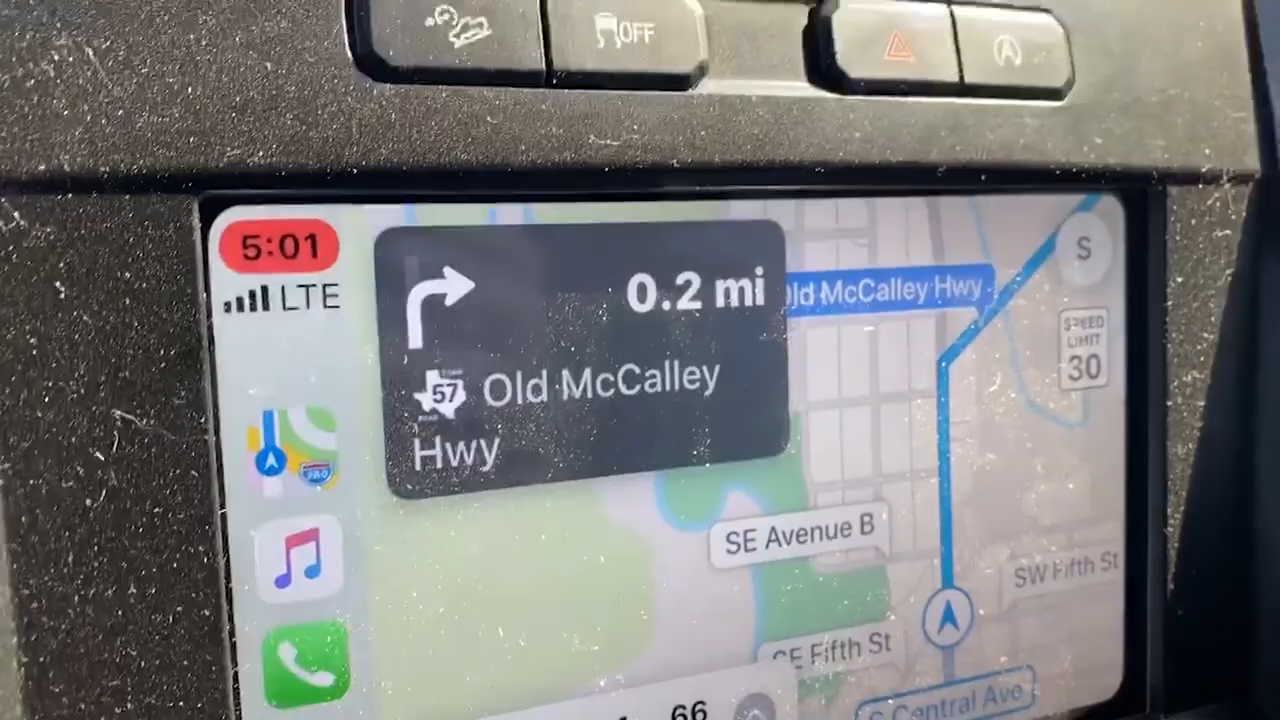 OFF
5:01
LTE
0.2 mi
57
Old McCalley
Hwy
Old McCalley Hwy
S
SPEED
LIMIT
30
SE Avenue B
SW Fifth St
SE Fifth St
S Central Ave
66